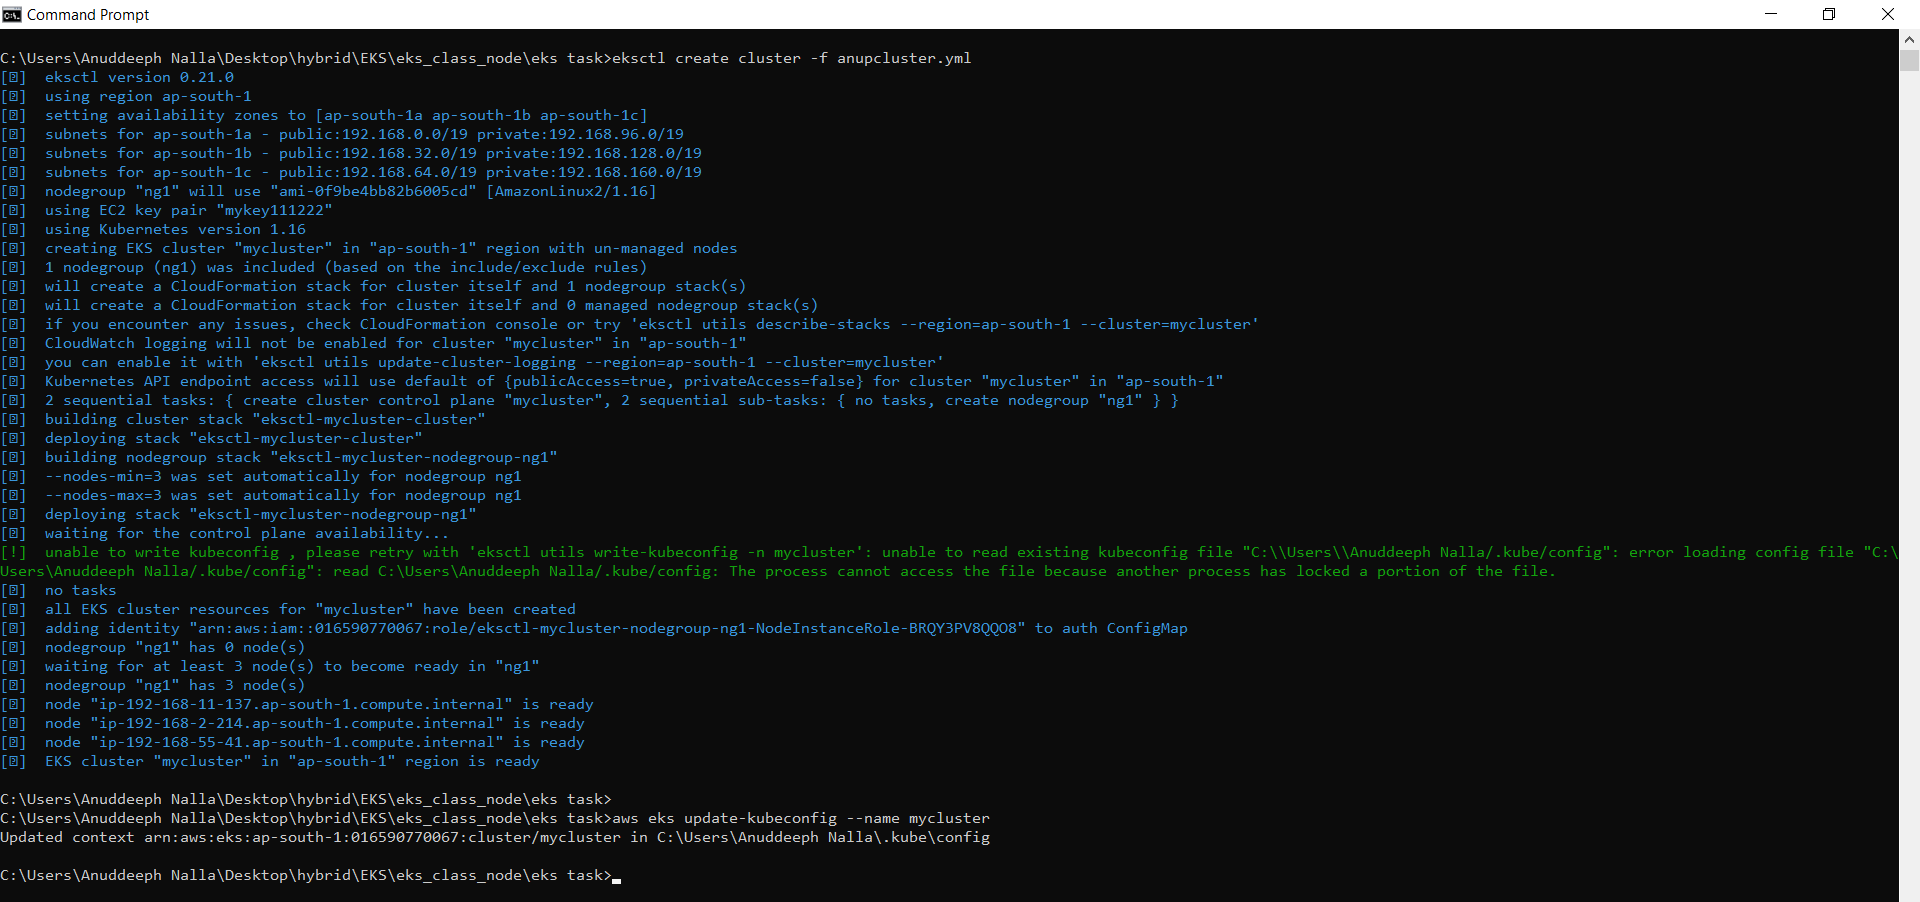 Command Prompt
C:\Users\Anuddeeph Nalla\Desktop\hybrid\EKS\eks_class_node\eks task>eksctl create cluster -f anupcluster.yml
[?]  eksctl version 0.21.0
[?]  using region ap-south-1
[?]  setting availability zones to [ap-south-1a ap-south-1b ap-south-1c]
[?]  subnets for ap-south-1a - public:192.168.0.0/19 private:192.168.96.0/19
[?]  subnets for ap-south-1b - public:192.168.32.0/19 private:192.168.128.0/19
[?]  subnets for ap-south-1c - public:192.168.64.0/19 private:192.168.160.0/19
[?]  nodegroup "ng1" will use "ami-0f9be4bb82b6005cd" [AmazonLinux2/1.16]
[?]  using EC2 key pair "mykey111222"
[?]  using Kubernetes version 1.16
[?]  creating EKS cluster "mycluster" in "ap-south-1" region with un-managed nodes
[?]  1 nodegroup (ng1) was included (based on the include/exclude rules)
[?]  will create a CloudFormation stack for cluster itself and 1 nodegroup stack(s)
[?]  will create a CloudFormation stack for cluster itself and 0 managed nodegroup stack(s)
[?]  if you encounter any issues, check CloudFormation console or try 'eksctl utils describe-stacks --region=ap-south-1 --cluster=mycluster'
[?]  CloudWatch logging will not be enabled for cluster "mycluster" in "ap-south-1"
[?]  you can enable it with 'eksctl utils update-cluster-logging --region=ap-south-1 --cluster=mycluster'
[?]  Kubernetes API endpoint access will use default of {publicAccess=true, privateAccess=false} for cluster "mycluster" in "ap-south-1"
[?]  2 sequential tasks: { create cluster control plane "mycluster", 2 sequential sub-tasks: { no tasks, create nodegroup "ng1" } }
[?]  building cluster stack "eksctl-mycluster-cluster"
[?]  deploying stack "eksctl-mycluster-cluster"
[?]  building nodegroup stack "eksctl-mycluster-nodegroup-ng1"
[?]  --nodes-min=3 was set automatically for nodegroup ng1
[?]  --nodes-max=3 was set automatically for nodegroup ng1
[?]  deploying stack "eksctl-mycluster-nodegroup-ng1"
[?]  waiting for the control plane availability...
[!]  unable to write kubeconfig , please retry with 'eksctl utils write-kubeconfig -n mycluster': unable to read existing kubeconfig file "C:\\Users\\Anuddeeph Nalla/.kube/config": error loading config file "C:\
Users\Anuddeeph Nalla/.kube/config": read C:\Users\Anuddeeph Nalla/.kube/config: The process cannot access the file because another process has locked a portion of the file.
[?]  no tasks
[?]  all EKS cluster resources for "mycluster" have been created
[?]  adding identity "arn:aws:iam::016590770067:role/eksctl-mycluster-nodegroup-ng1-NodeInstanceRole-BRQY3PV8QQO8" to auth ConfigMap
[?]  nodegroup "ng1" has 0 node(s)
[?]  waiting for at least 3 node(s) to become ready in "ng1"
[?]  nodegroup "ng1" has 3 node(s)
[?]  node "ip-192-168-11-137.ap-south-1.compute.internal" is ready
[?]  node "ip-192-168-2-214.ap-south-1.compute.internal" is ready
[?]  node "ip-192-168-55-41.ap-south-1.compute.internal" is ready
[?]  EKS cluster "mycluster" in "ap-south-1" region is ready
C:\Users\Anuddeeph Nalla\Desktop\hybrid\EKS\eks_class_node\eks task>
C:\Users\Anuddeeph Nalla\Desktop\hybrid\EKS\eks_class_node\eks task>aws eks update-kubeconfig --name mycluster
Updated context arn:aws:eks:ap-south-1:016590770067:cluster/mycluster in C:\Users\Anuddeeph Nalla\.kube\config
C:\Users\Anuddeeph Nalla\Desktop\hybrid\EKS\eks_class_node\eks task>